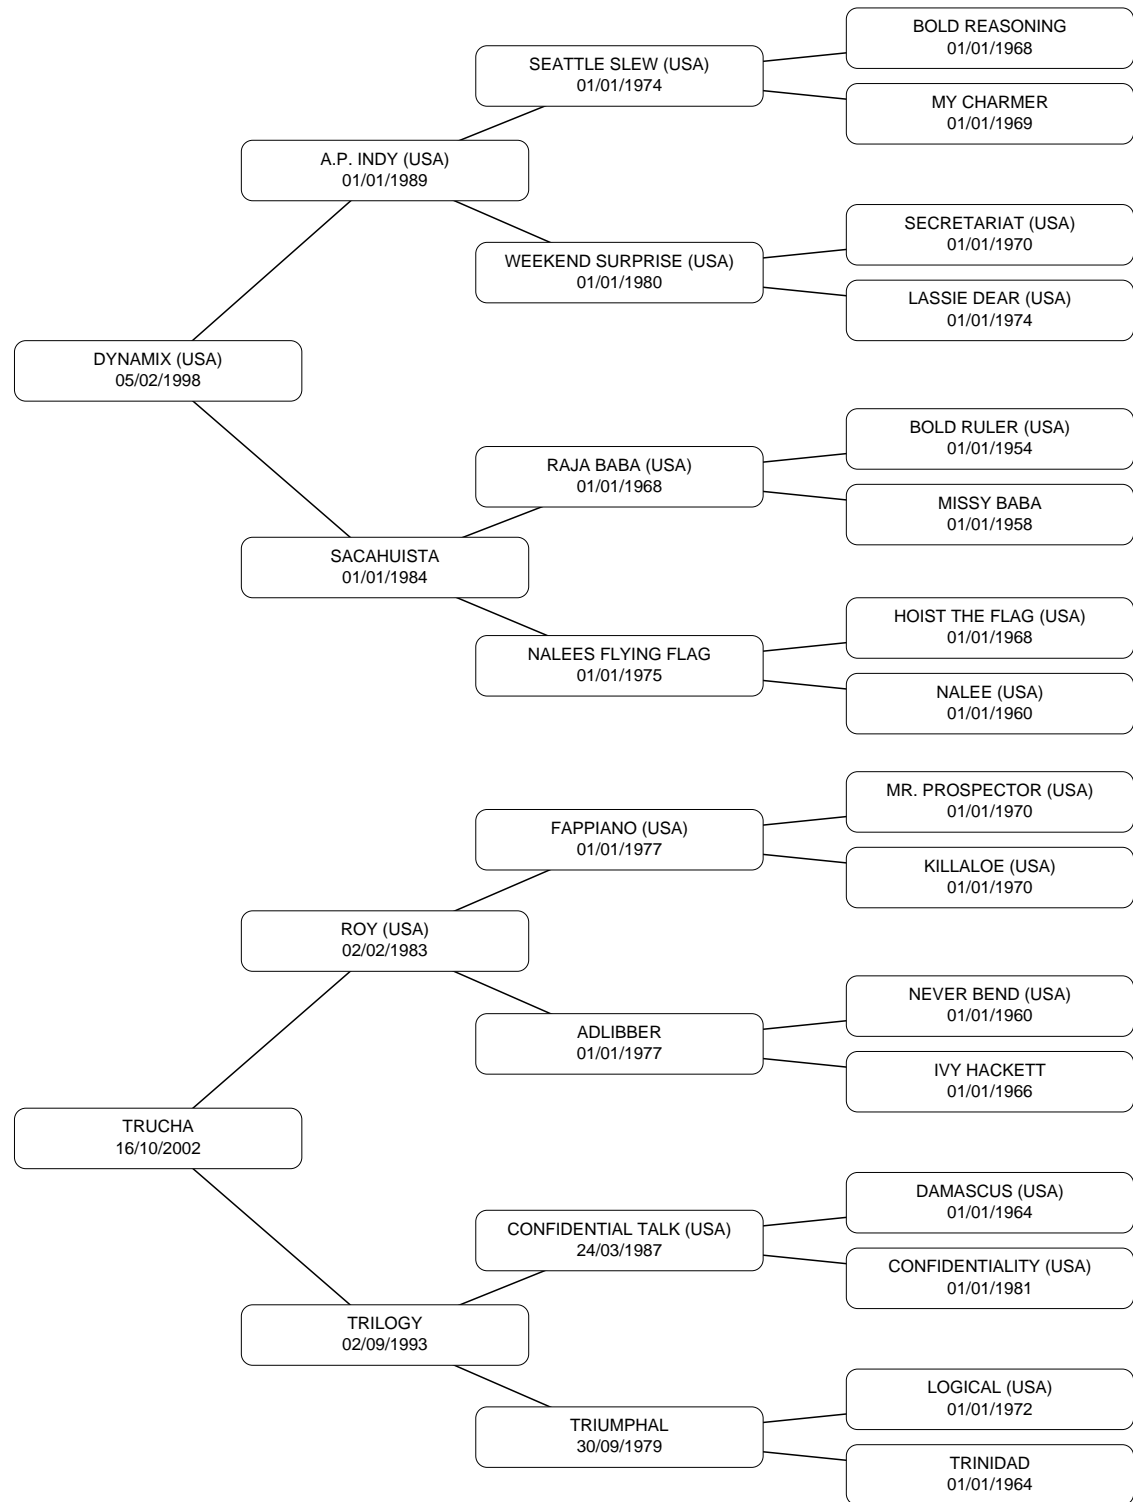 BOLD REASONING
01/01/1968
SEATTLE SLEW (USA)
01/01/1974
MY CHARMER
01/01/1969
A.P. INDY (USA)
01/01/1989
SECRETARIAT (USA)
01/01/1970
WEEKEND SURPRISE (USA)
01/01/1980
LASSIE DEAR (USA)
01/01/1974
DYNAMIX (USA)
05/02/1998
BOLD RULER (USA)
01/01/1954
RAJA BABA (USA)
01/01/1968
MISSY BABA
01/01/1958
SACAHUISTA
01/01/1984
HOIST THE FLAG (USA)
01/01/1968
NALEES FLYING FLAG
01/01/1975
NALEE (USA)
01/01/1960
MR. PROSPECTOR (USA)
01/01/1970
FAPPIANO (USA)
01/01/1977
KILLALOE (USA)
01/01/1970
ROY (USA)
02/02/1983
NEVER BEND (USA)
01/01/1960
ADLIBBER
01/01/1977
IVY HACKETT
01/01/1966
TRUCHA
16/10/2002
DAMASCUS (USA)
01/01/1964
CONFIDENTIAL TALK (USA)
24/03/1987
CONFIDENTIALITY (USA)
01/01/1981
TRILOGY
02/09/1993
LOGICAL (USA)
01/01/1972
TRIUMPHAL
30/09/1979
TRINIDAD
01/01/1964